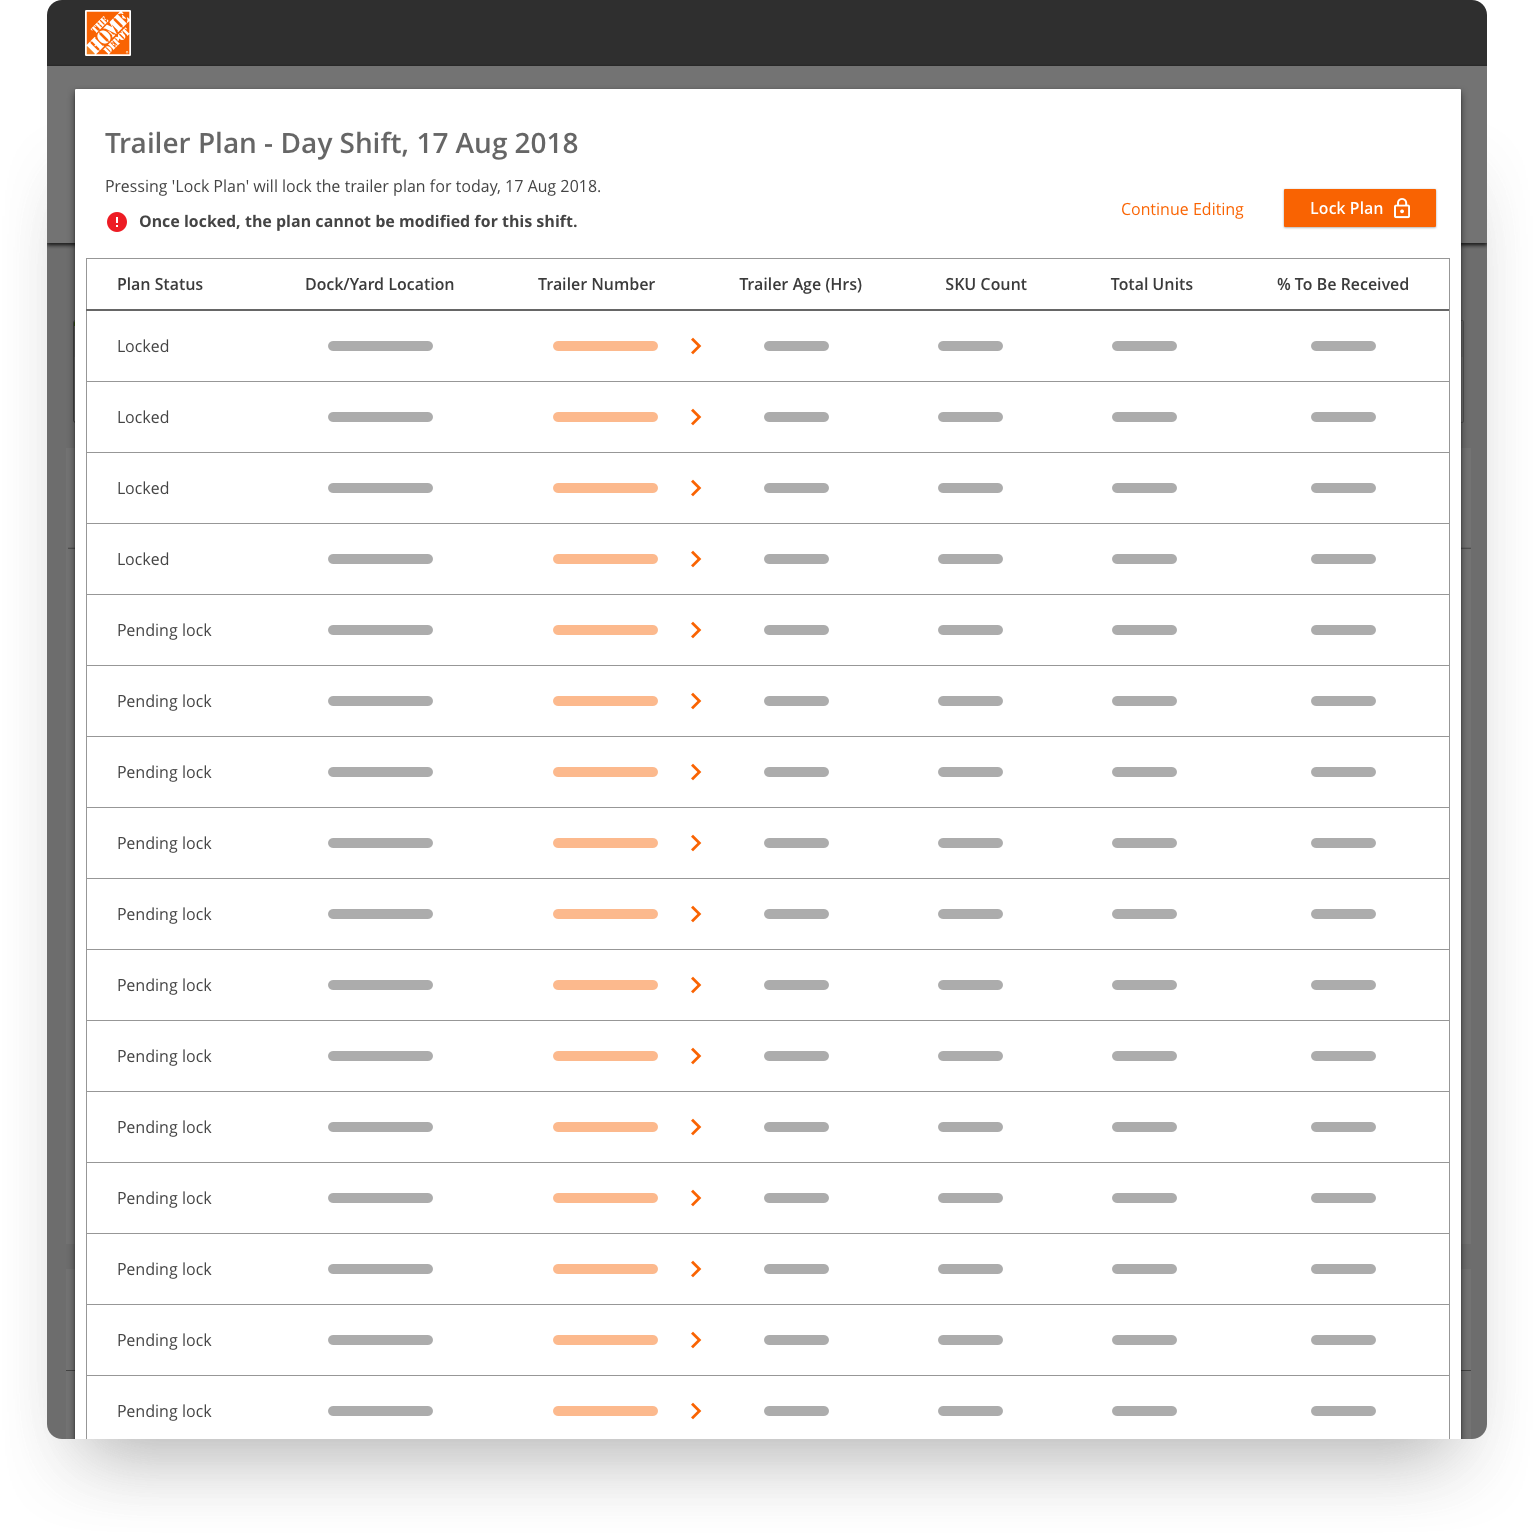 THE
HOME
DEPOT
Trailer Plan - Day Shift, 17 Aug 2018
Pressing 'Lock Plan' will lock the trailer plan for today, 17 Aug 2018.
Once locked, the plan cannot be modified for this shift.
Continue Editing
Lock Plan
Plan Status Dock/Yard Location Trailer Number Trailer Age (Hrs) SKU Count Total Units % To Be Received
Locked
Locked
Locked
Locked
Pending lock
Pending lock
Pending lock
Pending lock
Pending lock
Pending lock
Pending lock
Pending lock
Pending lock
Pending lock
Pending lock
Pending lock